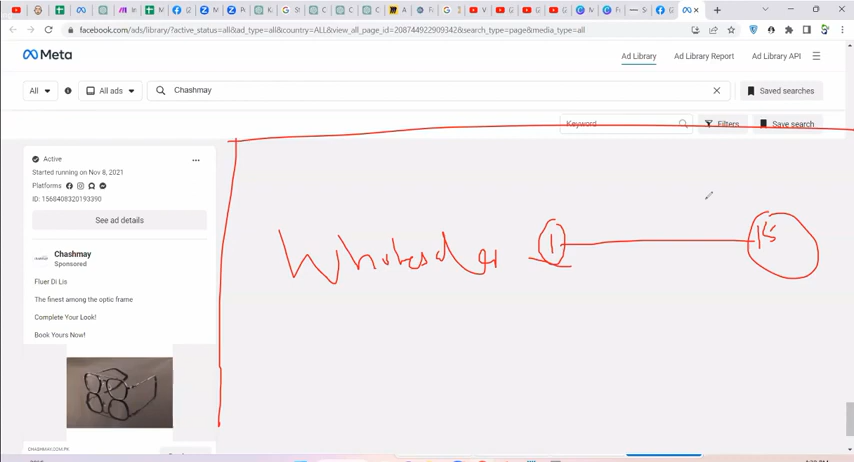 facebook.com/ads/library/?active_status=all&ad_type=all&country=ALL&view_all_page_id=208744922909342&search_type=page&media_type=all
Meta
Ad Library
Ad Library Report
Ad Library API
All
All ads
Chashmay
Saved searches
Keyword
Filters
Save search
Active
Started running on Nov 8, 2021
Platforms
ID: 1568408320193390
See ad details
Chashmay
Sponsored
Fluer Di Lis
The finest among the optic frame
Complete Your Look!
Book Yours Now!
1
15
CHASHMAY.COM.PK